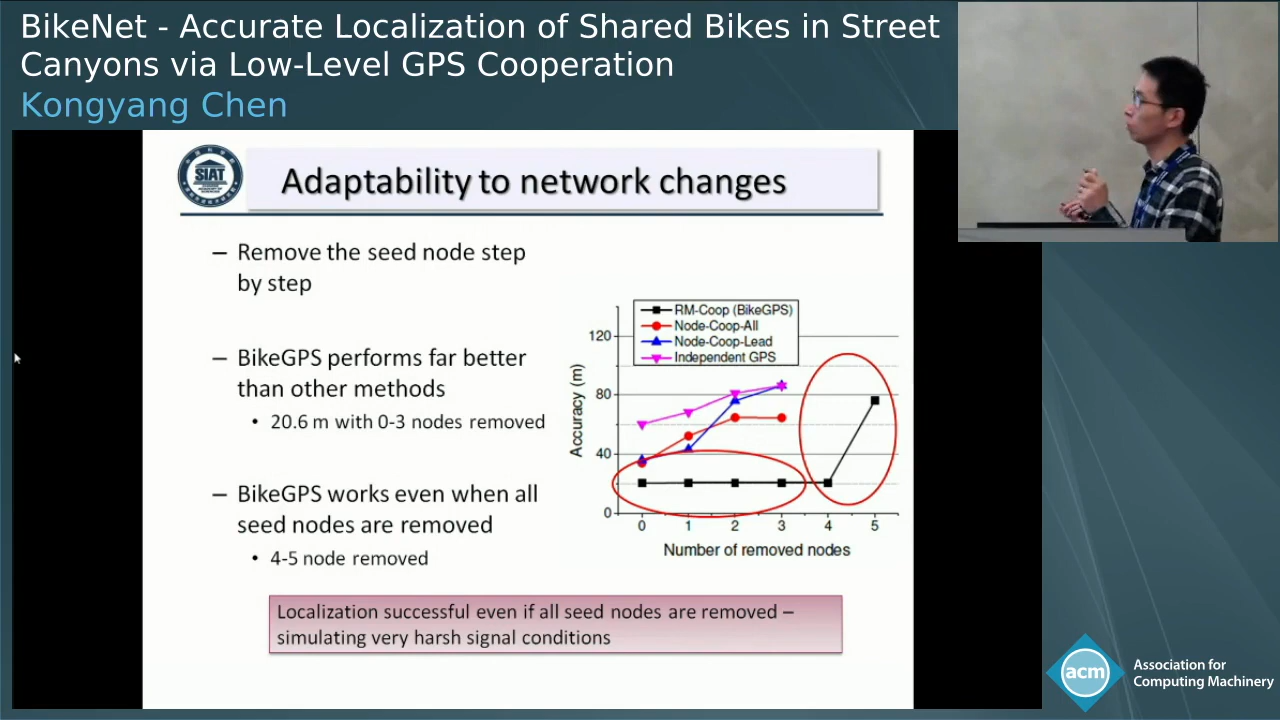 BikeNet - Accurate Localization of Shared Bikes in Street
Canyons via Low-Level GPS Cooperation
Kongyang Chen
SIAT
Adaptability to network changes
– Remove the seed node step
by step
– BikeGPS performs far better
than other methods
• 20.6 m with 0-3 nodes removed
– BikeGPS works even when all
seed nodes are removed
• 4-5 node removed
RM-Coop (BikeGPS)
Node-Coop-All
Node-Coop-Lead
Independent GPS
120
80
40
0
Accuracy (m)
0 1 2 3 4 5
Number of removed nodes
Localization successful even if all seed nodes are removed –
simulating very harsh signal conditions
acm
Association for
Computing Machinery